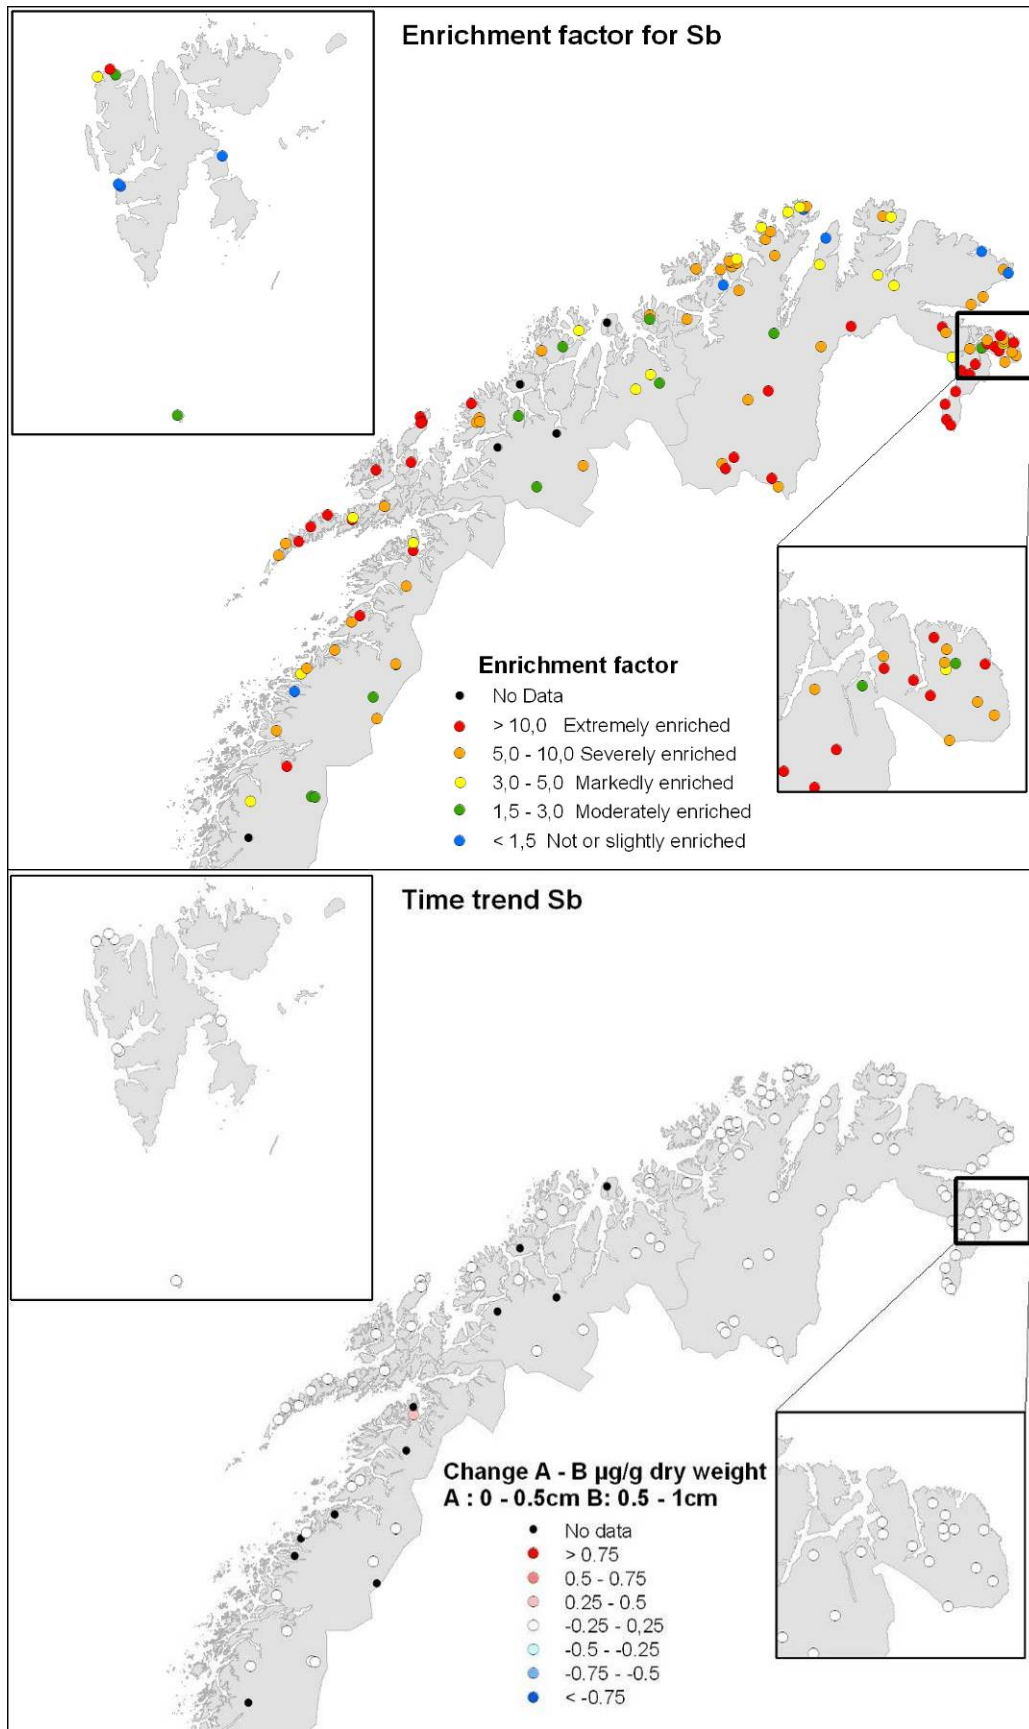 Enrichment factor for Sb
Enrichment factor
No Data
> 10,0 Extremely enriched
5,0 - 10,0 Severely enriched
3,0 - 5,0 Markedly enriched
1,5 - 3,0 Moderately enriched
< 1,5 Not or slightly enriched
Time trend Sb
Change A - B µg/g dry weight
A : 0 - 0.5cm B: 0.5 - 1cm
No data
> 0.75
0.5 - 0.75
0.25 - 0.5
-0.25 - 0,25
-0.5 - -0.25
-0.75 - -0.5
< -0.75